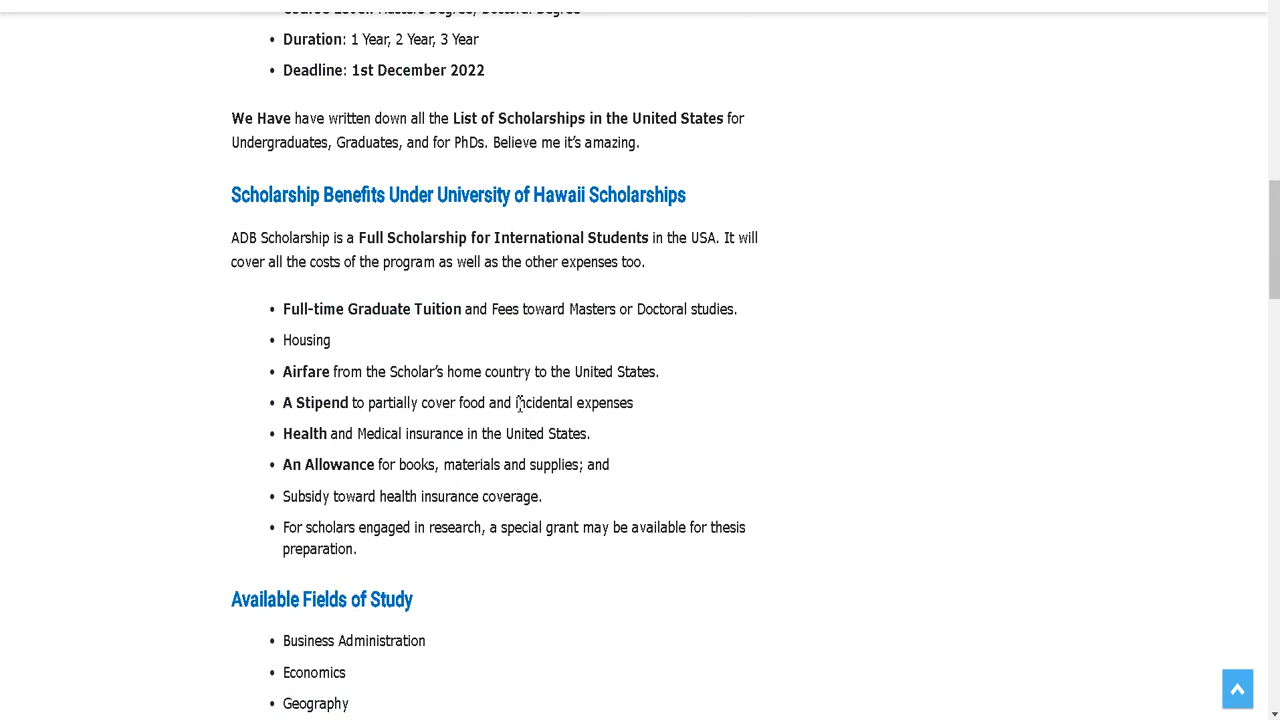 Course Level: Masters Degree, Doctoral Degree
• Duration: 1 Year, 2 Year, 3 Year
• Deadline: 1st December 2022
We Have have written down all the List of Scholarships in the United States for
Undergraduates, Graduates, and for PhDs. Believe me it’s amazing.
Scholarship Benefits Under University of Hawaii Scholarships
ADB Scholarship is a Full Scholarship for International Students in the USA. It will
cover all the costs of the program as well as the other expenses too.
• Full-time Graduate Tuition and Fees toward Masters or Doctoral studies.
• Housing
• Airfare from the Scholar’s home country to the United States.
• A Stipend to partially cover food and incidental expenses
• Health and Medical insurance in the United States.
• An Allowance for books, materials and supplies; and
• Subsidy toward health insurance coverage.
• For scholars engaged in research, a special grant may be available for thesis
preparation.
Available Fields of Study
• Business Administration
• Economics
• Geography